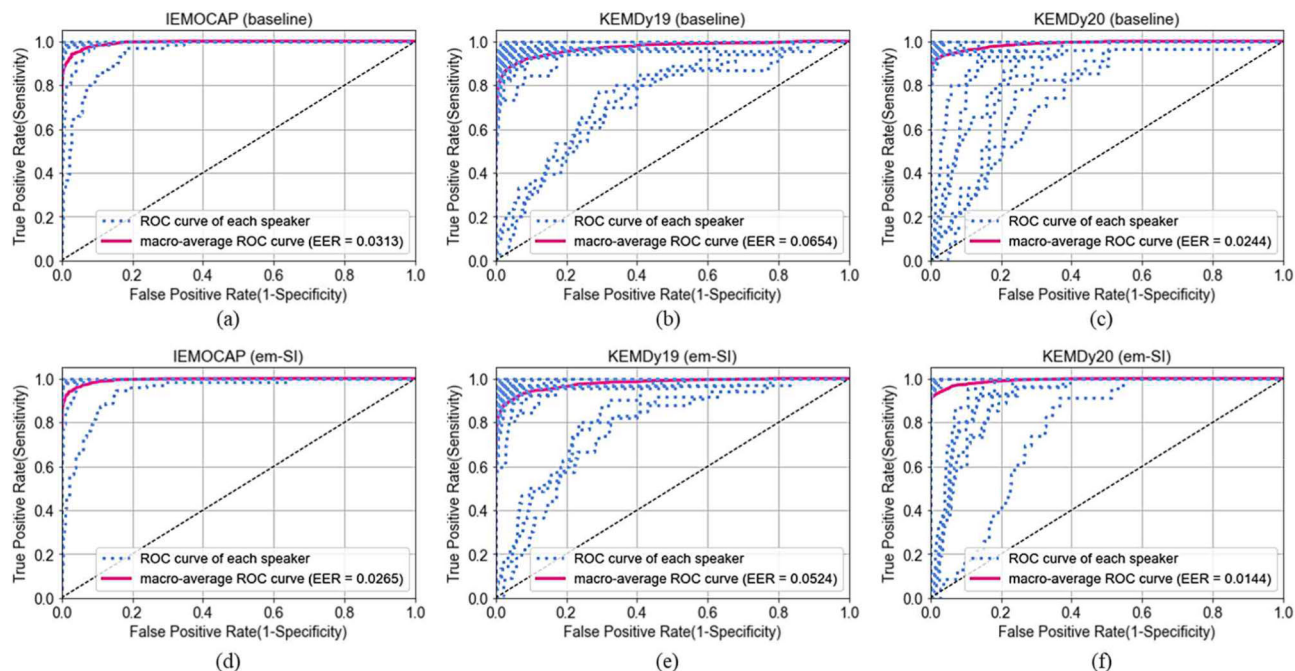 IEMOCAP (baseline)
True Positive Rate(Sensitivity)
1.0
0.8
0.6
0.4
0.2
0.0
ROC curve of each speaker
macro-average ROC curve (EER = 0.0313)
0.0 0.2 0.4 0.6 0.8 1.0
False Positive Rate(1-Specificity)
(a)
KEMDy19 (baseline)
True Positive Rate(Sensitivity)
1.0
0.8
0.6
0.4
0.2
0.0
ROC curve of each speaker
macro-average ROC curve (EER = 0.0654)
0.0 0.2 0.4 0.6 0.8 1.0
False Positive Rate(1-Specificity)
(b)
KEMDy20 (baseline)
True Positive Rate(Sensitivity)
1.0
0.8
0.6
0.4
0.2
0.0
ROC curve of each speaker
macro-average ROC curve (EER = 0.0244)
0.0 0.2 0.4 0.6 0.8 1.0
False Positive Rate(1-Specificity)
(c)
IEMOCAP (em-SI)
True Positive Rate(Sensitivity)
1.0
0.8
0.6
0.4
0.2
0.0
ROC curve of each speaker
macro-average ROC curve (EER = 0.0265)
0.0 0.2 0.4 0.6 0.8 1.0
False Positive Rate(1-Specificity)
(d)
KEMDy19 (em-SI)
True Positive Rate(Sensitivity)
1.0
0.8
0.6
0.4
0.2
0.0
ROC curve of each speaker
macro-average ROC curve (EER = 0.0524)
0.0 0.2 0.4 0.6 0.8 1.0
False Positive Rate(1-Specificity)
(e)
KEMDy20 (em-SI)
True Positive Rate(Sensitivity)
1.0
0.8
0.6
0.4
0.2
0.0
ROC curve of each speaker
macro-average ROC curve (EER = 0.0144)
0.0 0.2 0.4 0.6 0.8 1.0
False Positive Rate(1-Specificity)
(f)